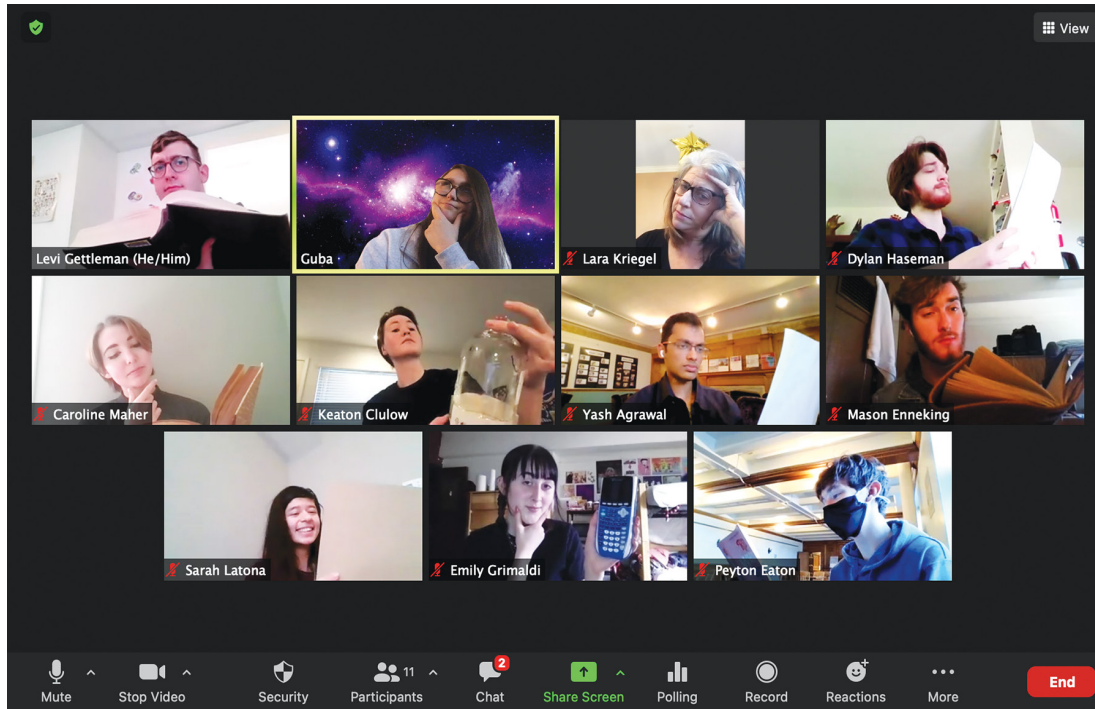 View
Levi Gettleman (He/Him)
Guba
Lara Kriegel
Dylan Haseman
Caroline Maher
Keaton Clulow
Yash Agrawal
Mason Enneking
Sarah Latona
Emily Grimaldi
Peyton Eaton
11
2
Mute
Stop Video
Security
Participants
Chat
Share Screen
Polling
Record
Reactions
More
End